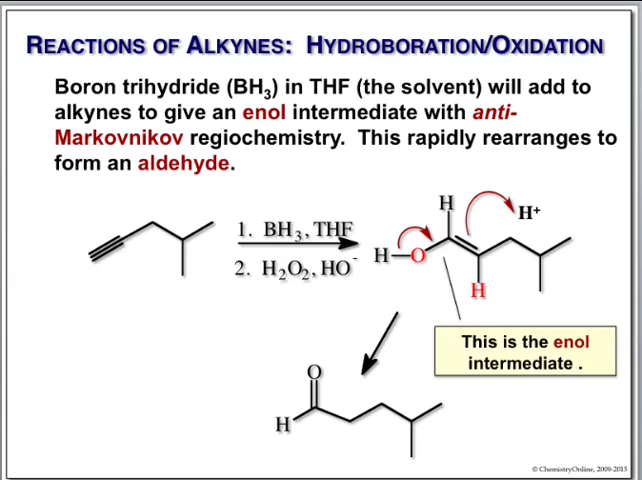 REACTIONS OF ALKYNES: HYDROBORATION/OXIDATION
Boron trihydride (BH₃) in THF (the solvent) will add to
alkynes to give an enol intermediate with anti-
Markovnikov regiochemistry. This rapidly rearranges to
form an aldehyde.
H
H⁺
1. BH₃, THF
2. H₂O₂, HO⁻
H–O
H
This is the enol
intermediate .
O
H
© ChemistryOnline, 2009-2015